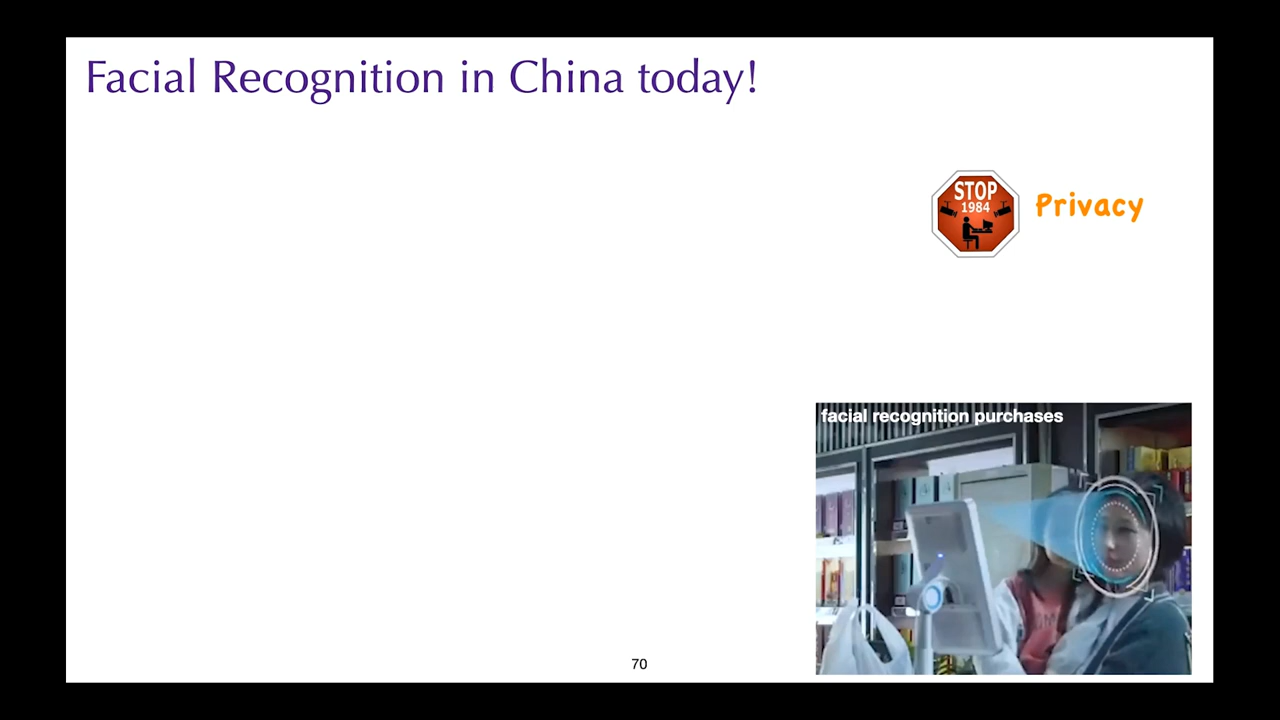 Facial Recognition in China today!
STOP
1984
Privacy
facial recognition purchases
70